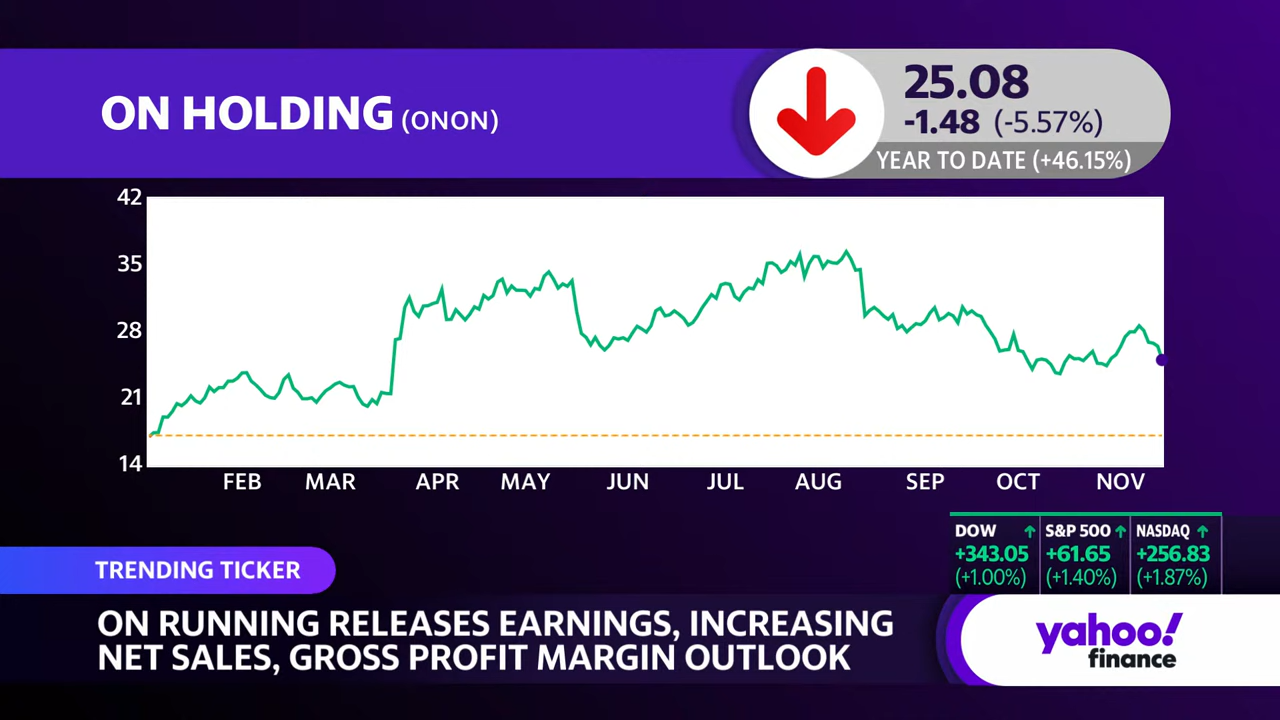 ON HOLDING (ONON)
25.08
-1.48 (-5.57%)
YEAR TO DATE (+46.15%)
42
35
28
21
14
FEB MAR APR MAY JUN JUL AUG SEP OCT NOV
DOW S&P 500 NASDAQ
+343.05 +61.65 +256.83
(+1.00%) (+1.40%) (+1.87%)
TRENDING TICKER
ON RUNNING RELEASES EARNINGS, INCREASING
NET SALES, GROSS PROFIT MARGIN OUTLOOK
yahoo!
finance